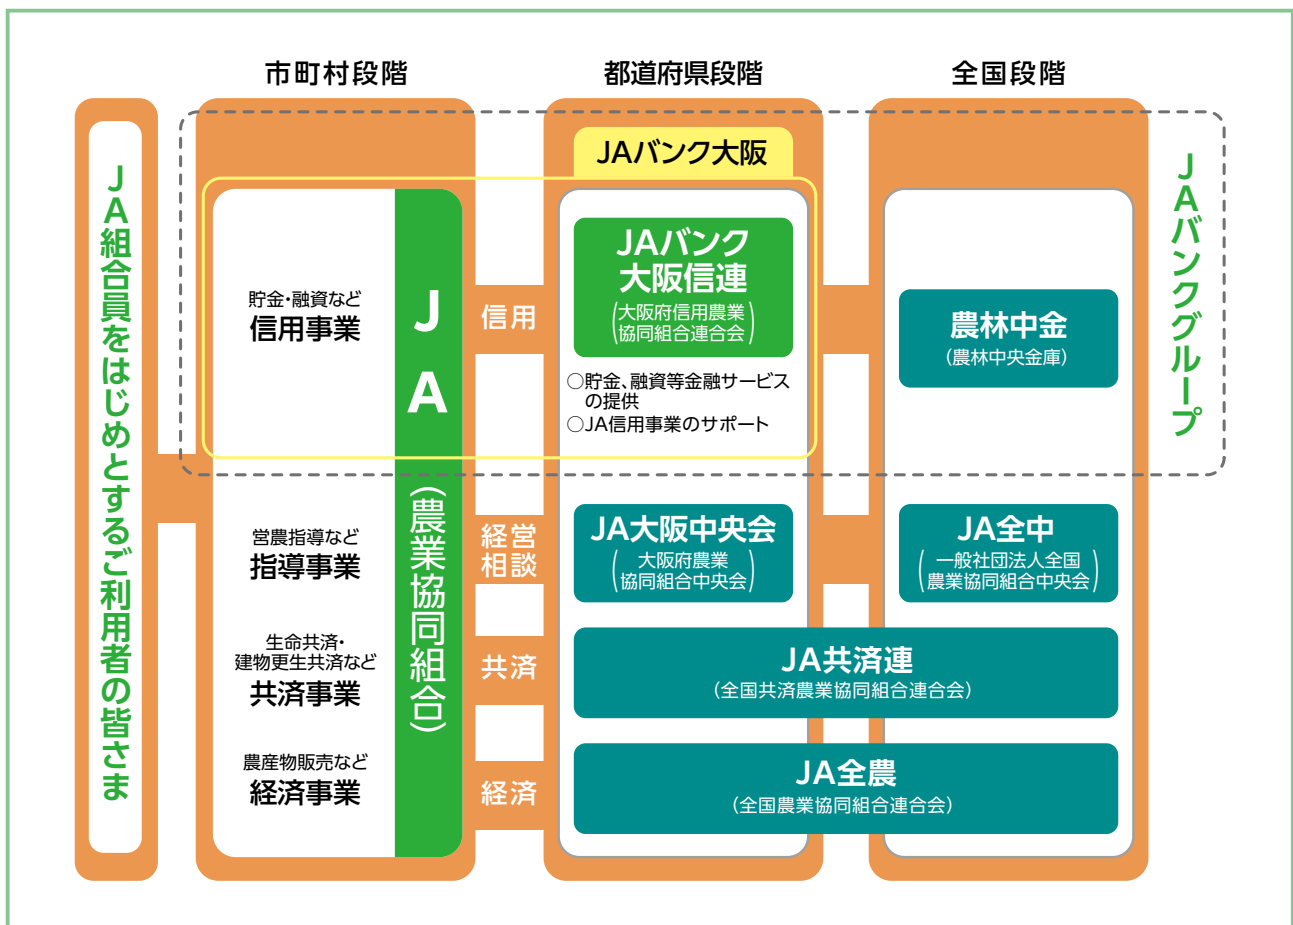 市町村段階
都道府県段階
全国段階
JA組合員をはじめとするご利用者の皆さま
JAバンク大阪
JAバンクグループ
貯金・融資など
信用事業
JA
(農業協同組合)
信用
JAバンク
大阪信連
(大阪府信用農業
協同組合連合会)
○貯金、融資等金融サービス
の提供
○JA信用事業のサポート
農林中金
(農林中央金庫)
営農指導など
指導事業
経営
相談
JA大阪中央会
(大阪府農業
協同組合中央会)
JA全中
(一般社団法人全国
農業協同組合中央会)
生命共済・
建物更生共済など
共済事業
共済
JA共済連
(全国共済農業協同組合連合会)
農産物販売など
経済事業
経済
JA全農
(全国農業協同組合連合会)